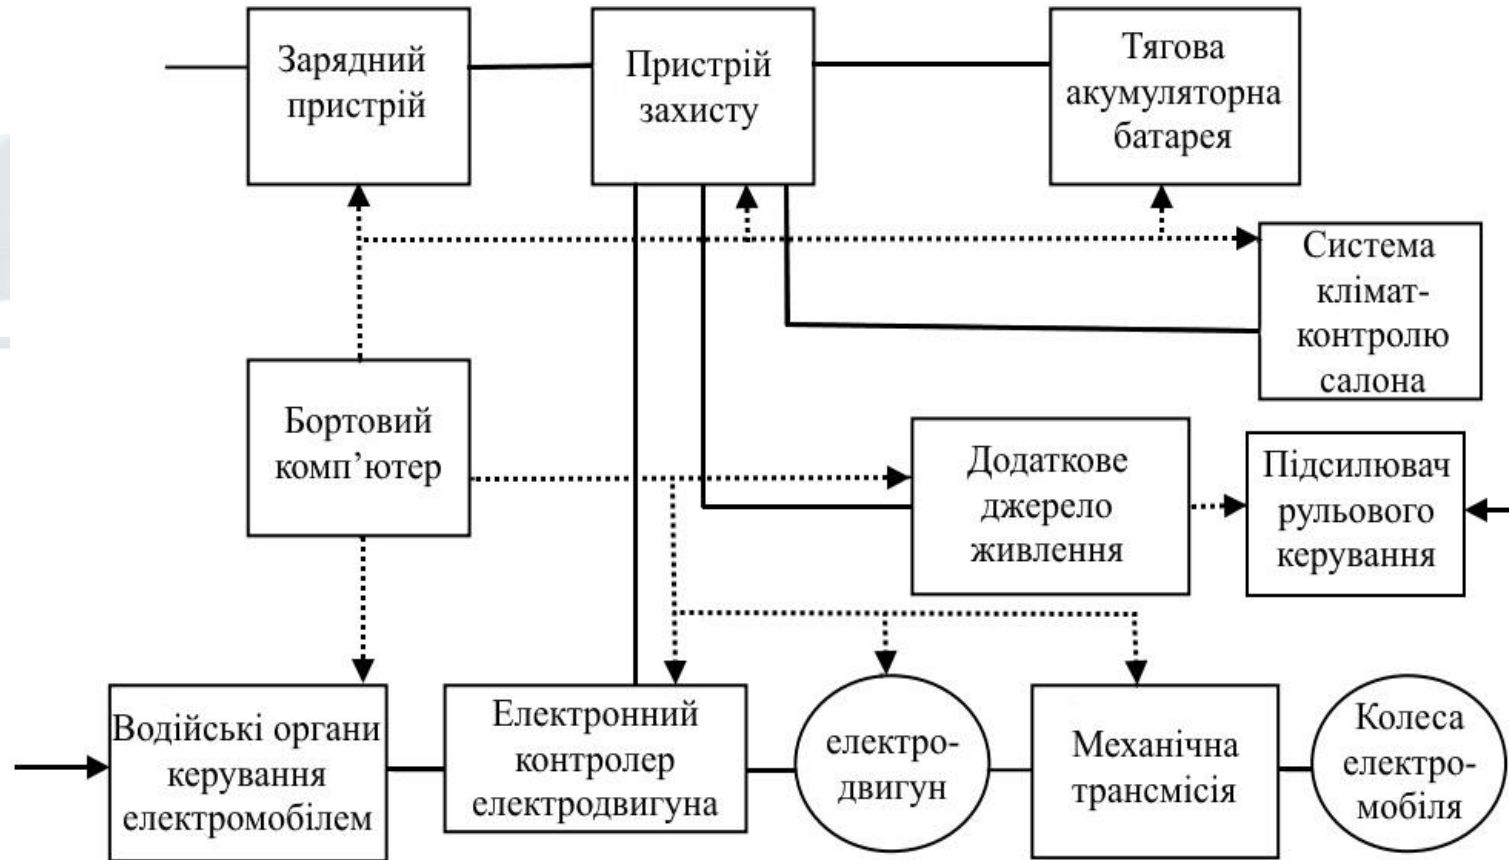 Зарядний
пристрій
Пристрій
захисту
Тягова
акумуляторна
батарея
Система
клімат-
контролю
салона
Бортовий
комп’ютер
Додаткове
джерело
живлення
Підсилювач
рульового
керування
Водійські органи
керування
електромобілем
Електронний
контролер
електродвигуна
електро-
двигун
Механічна
трансмісія
Колеса
електро-
мобіля